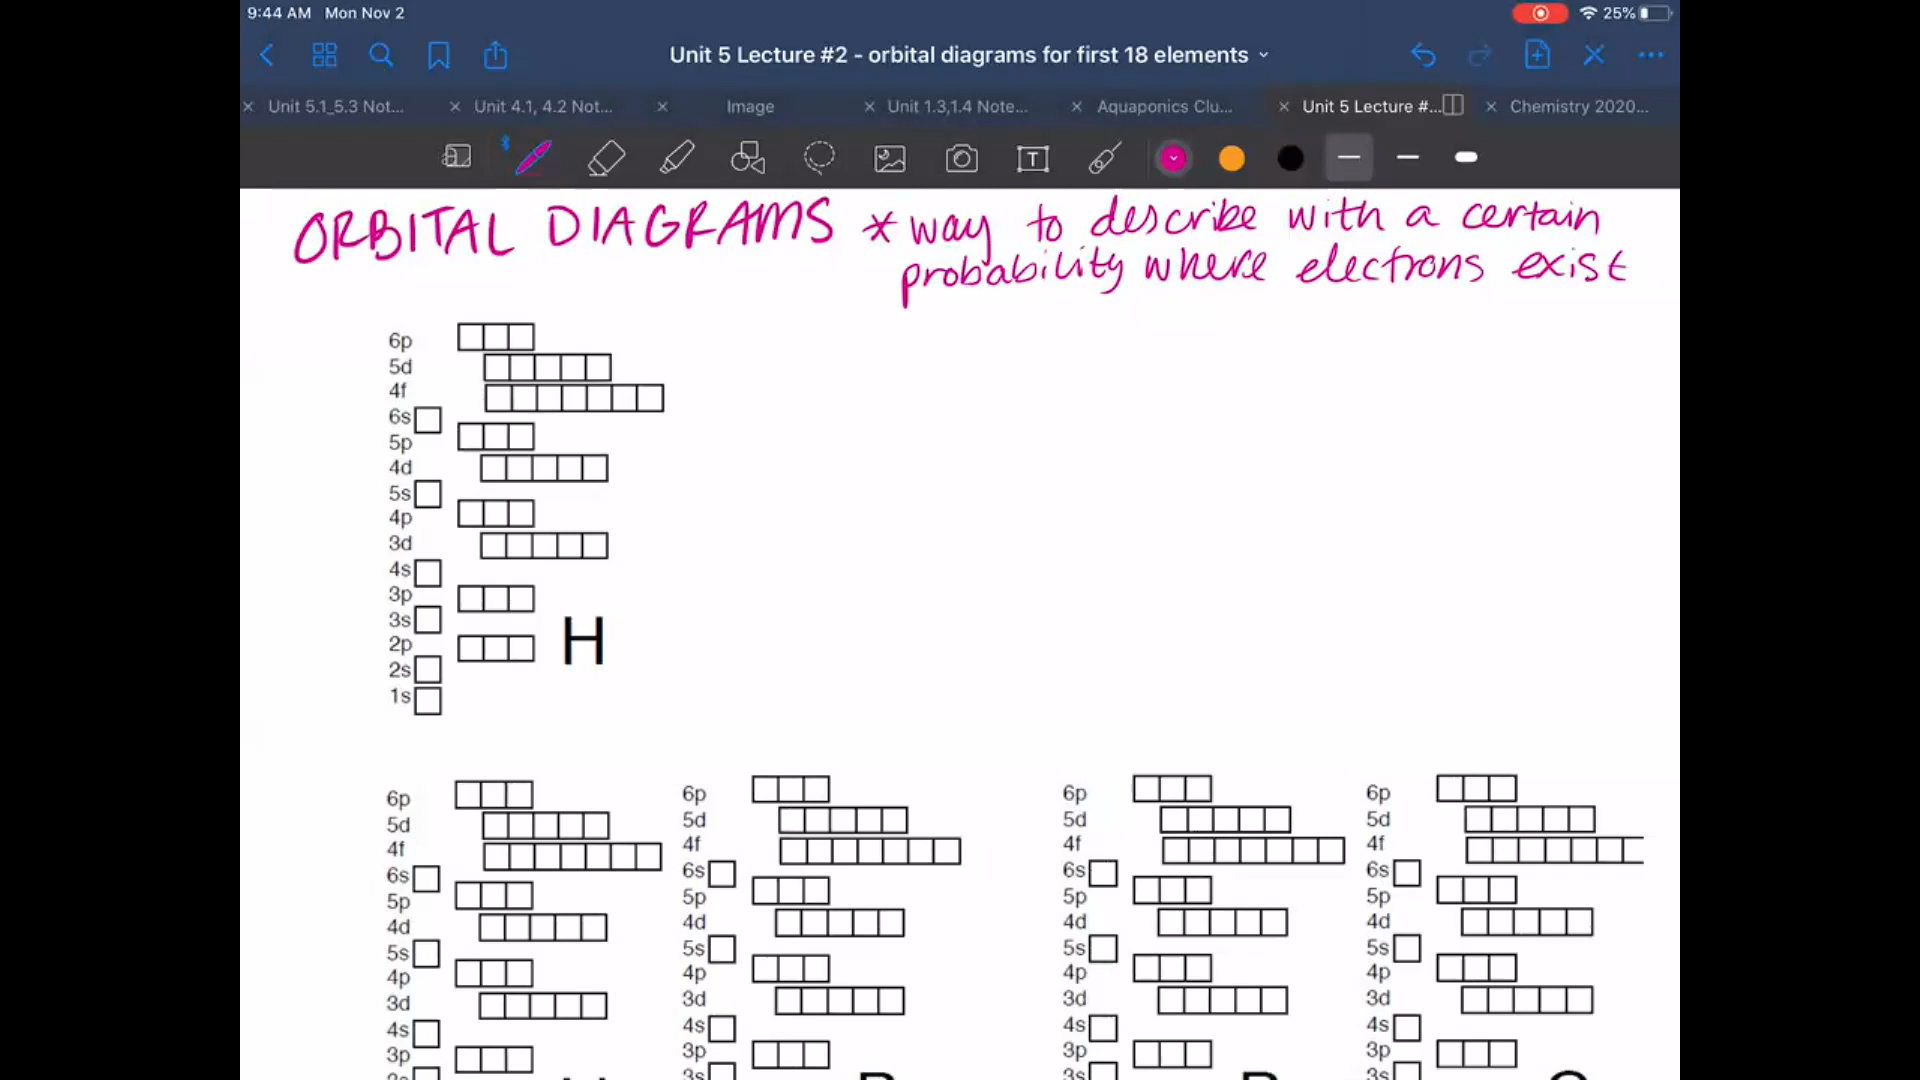 9:44 AM Mon Nov 2
25%
Unit 5 Lecture #2 - orbital diagrams for first 18 elements
Unit 5.1_5.3 Not...
Unit 4.1, 4.2 Not...
Image
Unit 1.3,1.4 Note...
Aquaponics Clu...
Unit 5 Lecture #...
Chemistry 2020...
T
ORBITAL DIAGRAMS * way to describe with a certain
probability where electrons exist
6p
5d
4f
6s
5p
4d
5s
4p
3d
4s
3p
3s
2p
2s
1s
H
6p
5d
4f
6s
5p
4d
5s
4p
3d
4s
3p
6p
5d
4f
6s
5p
4d
5s
4p
3d
4s
3p
3s
6p
5d
4f
6s
5p
4d
5s
4p
3d
4s
3p
3s
6p
5d
4f
6s
5p
4d
5s
4p
3d
4s
3p
3s